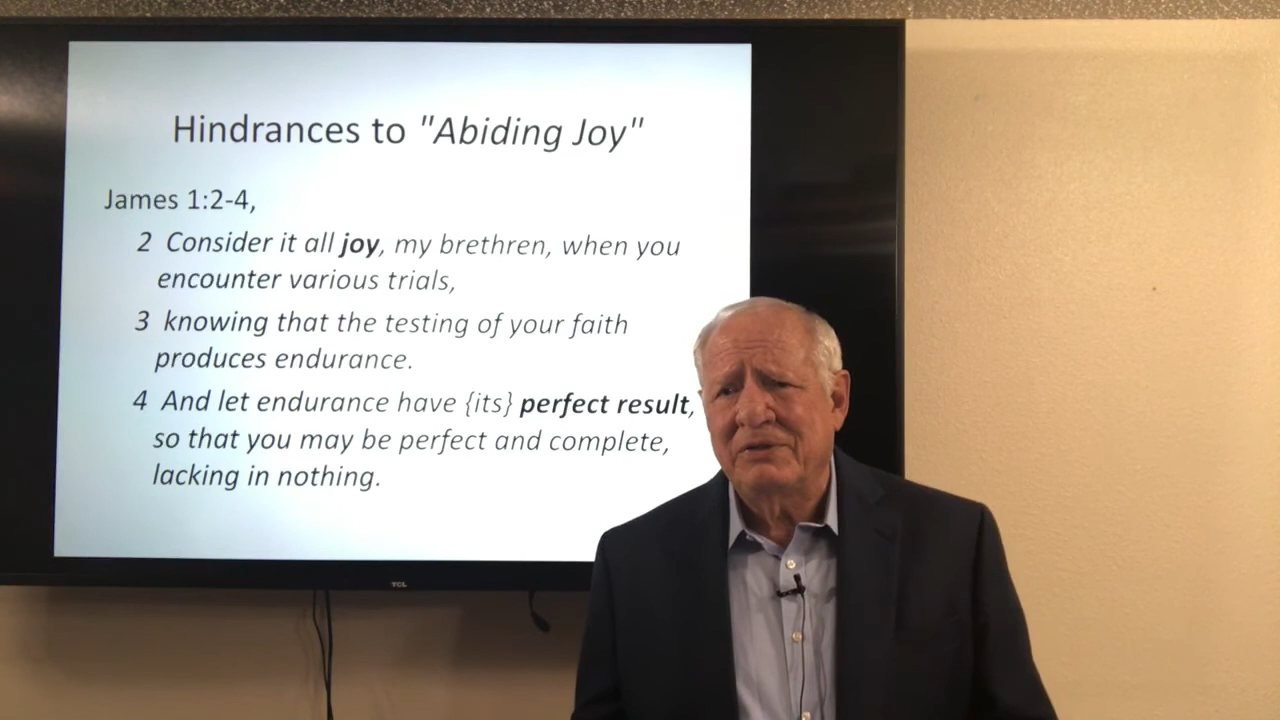 Hindrances to "Abiding Joy"
James 1:2-4,
2 Consider it all joy, my brethren, when you
encounter various trials,
3 knowing that the testing of your faith
produces endurance.
4 And let endurance have {its} perfect result,
so that you may be perfect and complete,
lacking in nothing.
TCL